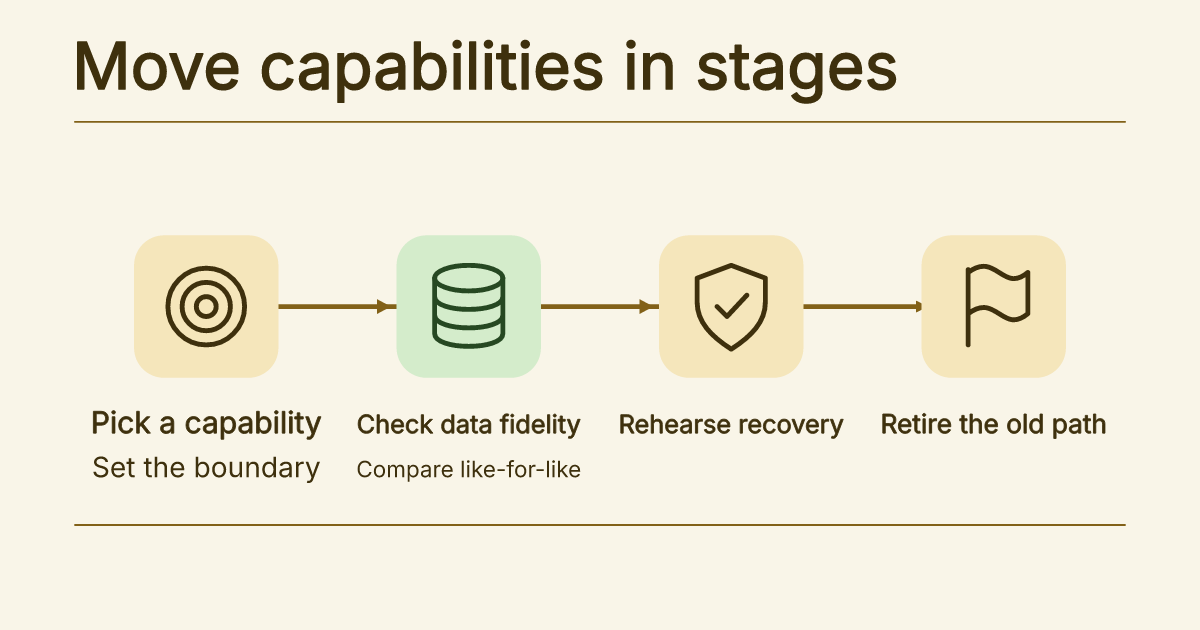 Move capabilities in stages
Pick a capability
Set the boundary
Check data fidelity
Compare like-for-like
Rehearse recovery
Retire the old path